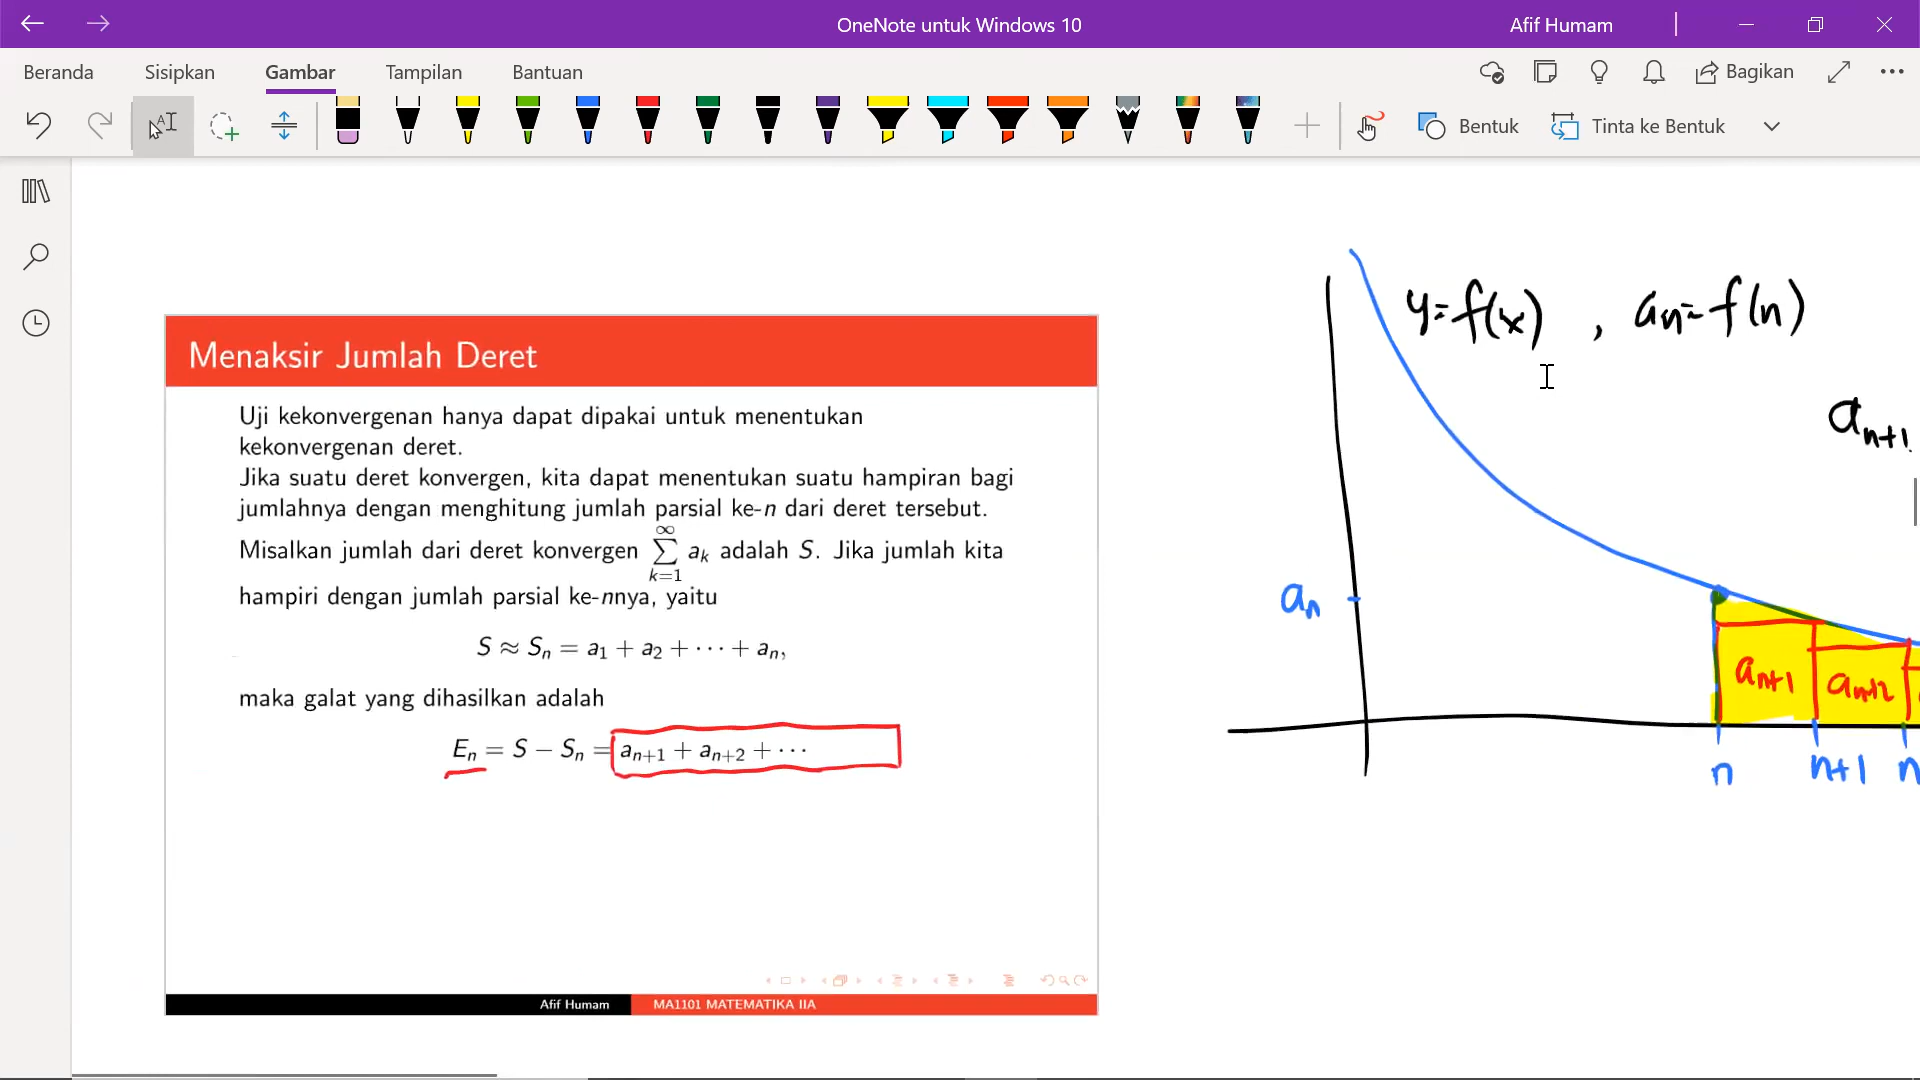 OneNote untuk Windows 10
Afif Humam
Beranda Sisipkan Gambar Tampilan Bantuan
Bagikan
Bentuk Tinta ke Bentuk
Menaksir Jumlah Deret
Uji kekonvergenan hanya dapat dipakai untuk menentukan
kekonvergenan deret.
Jika suatu deret konvergen, kita dapat menentukan suatu hampiran bagi
jumlahnya dengan menghitung jumlah parsial ke-n dari deret tersebut.
Misalkan jumlah dari deret konvergen ∑_{k=1}^{∞} a_k adalah S. Jika jumlah kita
hampiri dengan jumlah parsial ke-nnya, yaitu
S ≈ S_n = a_1 + a_2 + ··· + a_n,
maka galat yang dihasilkan adalah
E_n = S − S_n = a_{n+1} + a_{n+2} + ···
Afif Humam MA1101 MATEMATIKA IIA
y=f(x) , a_n=f(n)
a_{n+1}
a_n
a_{n+1} a_{n+2}
n n+1 n